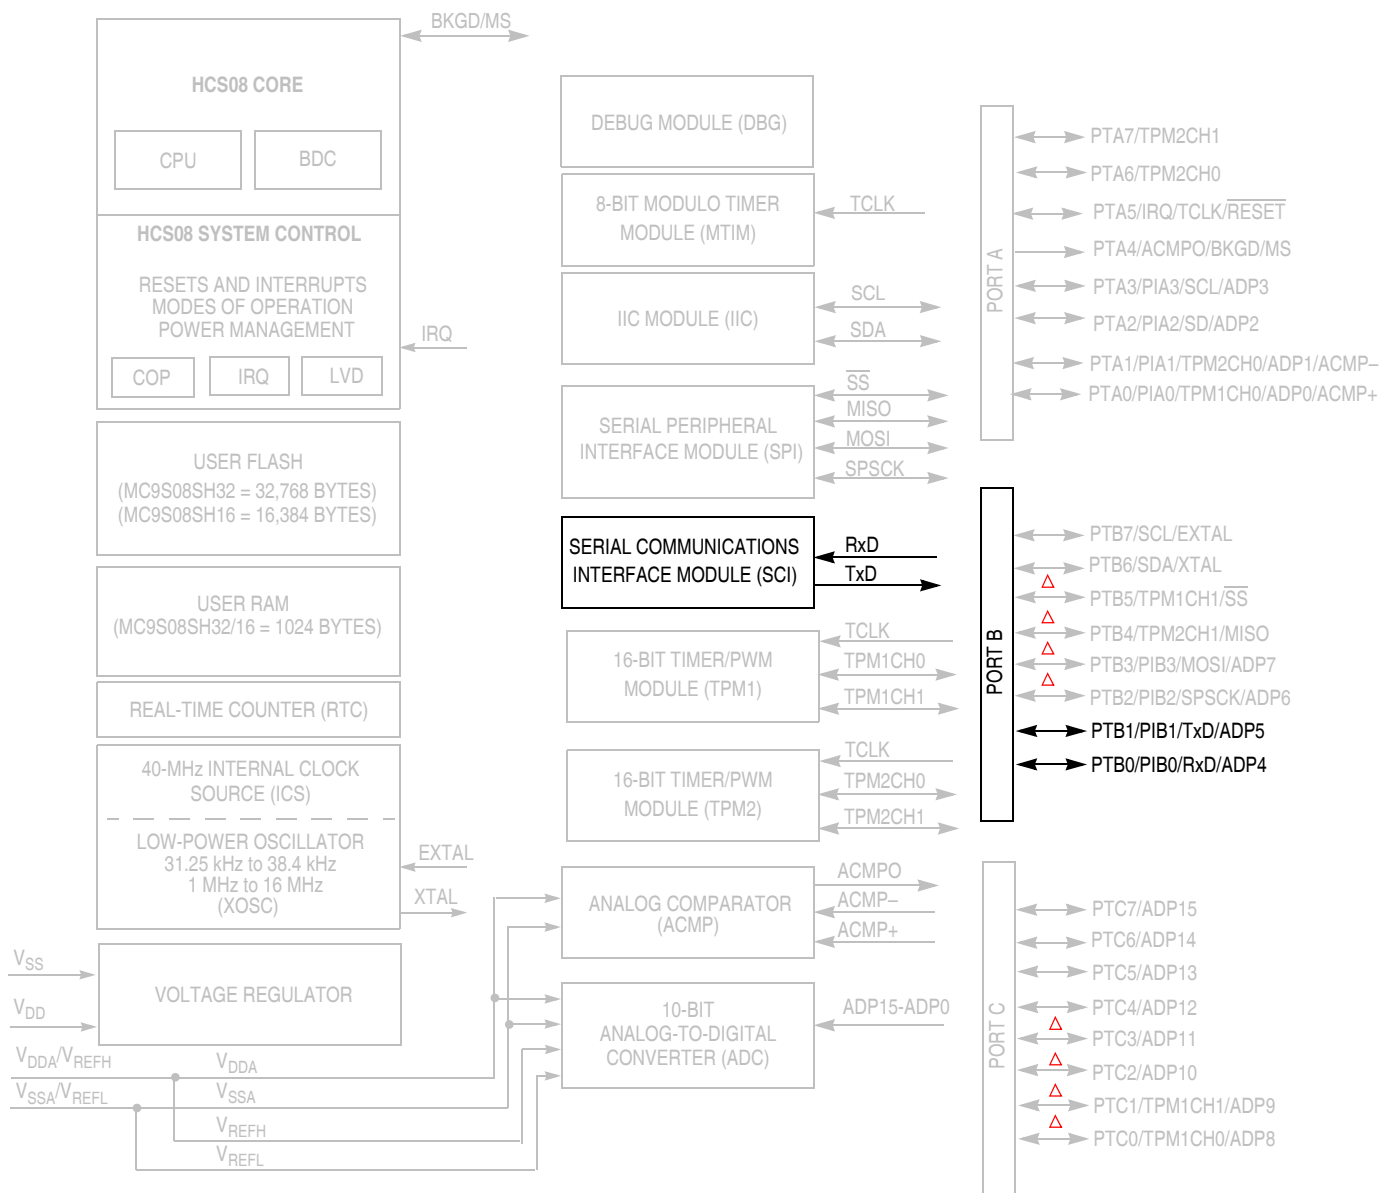 BKGD/MS
HCS08 CORE
CPU
BDC
HCS08 SYSTEM CONTROL
RESETS AND INTERRUPTS
MODES OF OPERATION
POWER MANAGEMENT
IRQ
COP
IRQ
LVD
USER FLASH
(MC9S08SH32 = 32,768 BYTES)
(MC9S08SH16 = 16,384 BYTES)
USER RAM
(MC9S08SH32/16 = 1024 BYTES)
REAL-TIME COUNTER (RTC)
40-MHz INTERNAL CLOCK
SOURCE (ICS)
LOW-POWER OSCILLATOR
31.25 kHz to 38.4 kHz
1 MHz to 16 MHz
(XOSC)
EXTAL
XTAL
VSS
VDD
VOLTAGE REGULATOR
VDDA/VREFH
VSSA/VREFL
VDDA
VSSA
VREFH
VREFL
DEBUG MODULE (DBG)
8-BIT MODULO TIMER
MODULE (MTIM)
TCLK
IIC MODULE (IIC)
SCL
SDA
SERIAL PERIPHERAL
INTERFACE MODULE (SPI)
SS
MISO
MOSI
SPSCK
SERIAL COMMUNICATIONS
INTERFACE MODULE (SCI)
RxD
TxD
16-BIT TIMER/PWM
MODULE (TPM1)
TCLK
TPM1CH0
TPM1CH1
16-BIT TIMER/PWM
MODULE (TPM2)
TCLK
TPM2CH0
TPM2CH1
ANALOG COMPARATOR
(ACMP)
ACMPO
ACMP–
ACMP+
10-BIT
ANALOG-TO-DIGITAL
CONVERTER (ADC)
ADP15-ADP0
PORT A
PTA7/TPM2CH1
PTA6/TPM2CH0
PTA5/IRQ/TCLK/RESET
PTA4/ACMPO/BKGD/MS
PTA3/PIA3/SCL/ADP3
PTA2/PIA2/SD/ADP2
PTA1/PIA1/TPM2CH0/ADP1/ACMP–
PTA0/PIA0/TPM1CH0/ADP0/ACMP+
PORT B
PTB7/SCL/EXTAL
PTB6/SDA/XTAL
PTB5/TPM1CH1/SS
PTB4/TPM2CH1/MISO
PTB3/PIB3/MOSI/ADP7
PTB2/PIB2/SPSCK/ADP6
PTB1/PIB1/TxD/ADP5
PTB0/PIB0/RxD/ADP4
PORT C
PTC7/ADP15
PTC6/ADP14
PTC5/ADP13
PTC4/ADP12
PTC3/ADP11
PTC2/ADP10
PTC1/TPM1CH1/ADP9
PTC0/TPM1CH0/ADP8